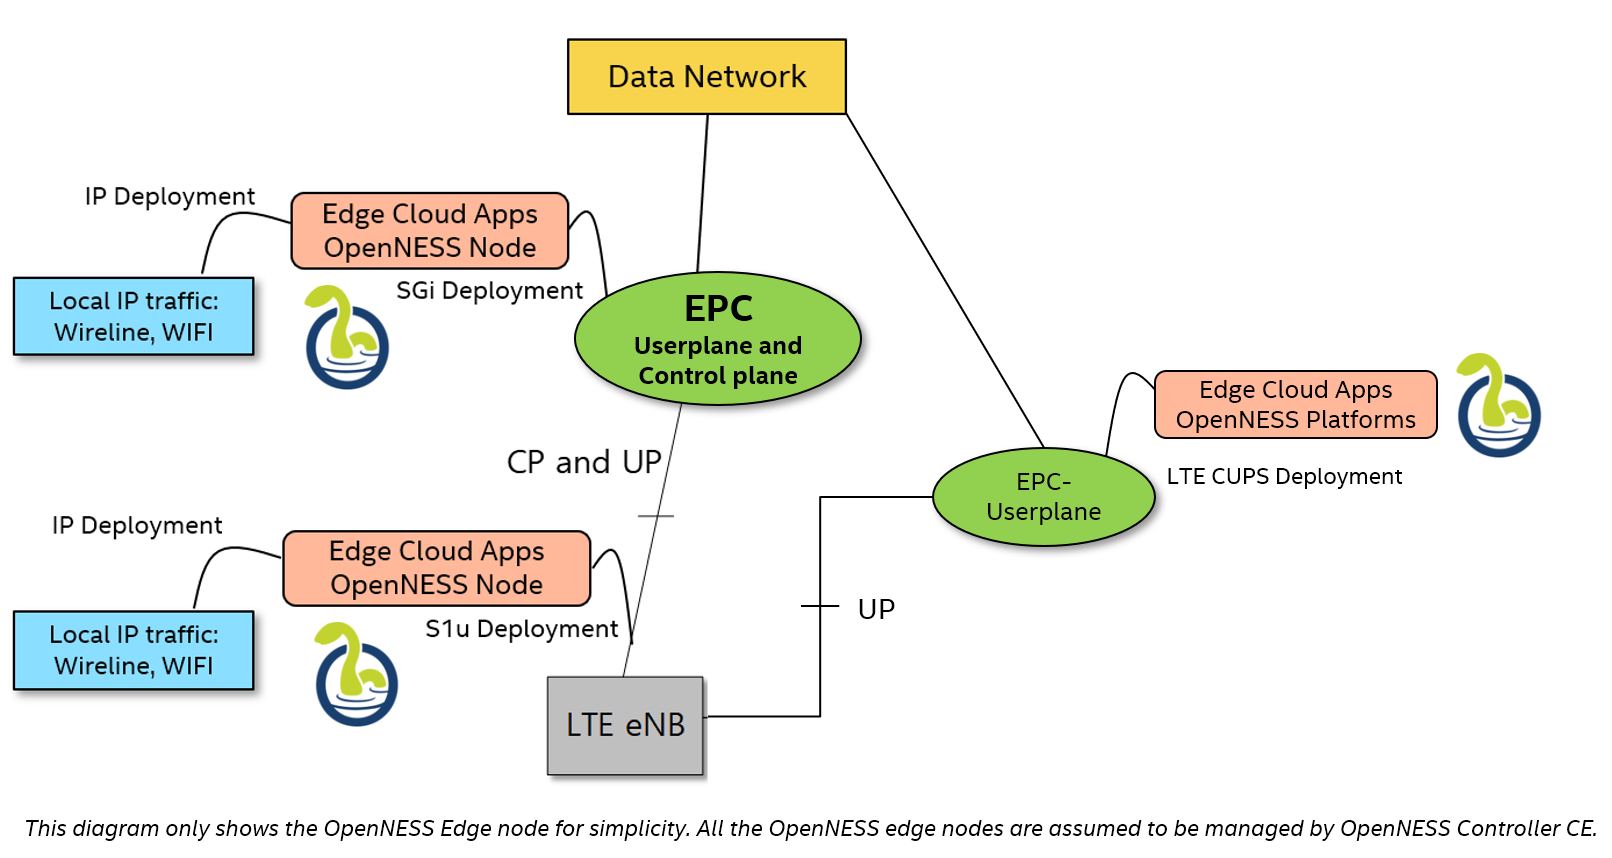 Data Network
IP Deployment
Edge Cloud Apps
OpenNESS Node
SGi Deployment
Local IP traffic:
Wireline, WIFI
EPC
Userplane and
Control plane
Edge Cloud Apps
OpenNESS Platforms
LTE CUPS Deployment
EPC-
Userplane
CP and UP
IP Deployment
Edge Cloud Apps
OpenNESS Node
S1u Deployment
Local IP traffic:
Wireline, WIFI
UP
LTE eNB
This diagram only shows the OpenNESS Edge node for simplicity. All the OpenNESS edge nodes are assumed to be managed by OpenNESS Controller CE.